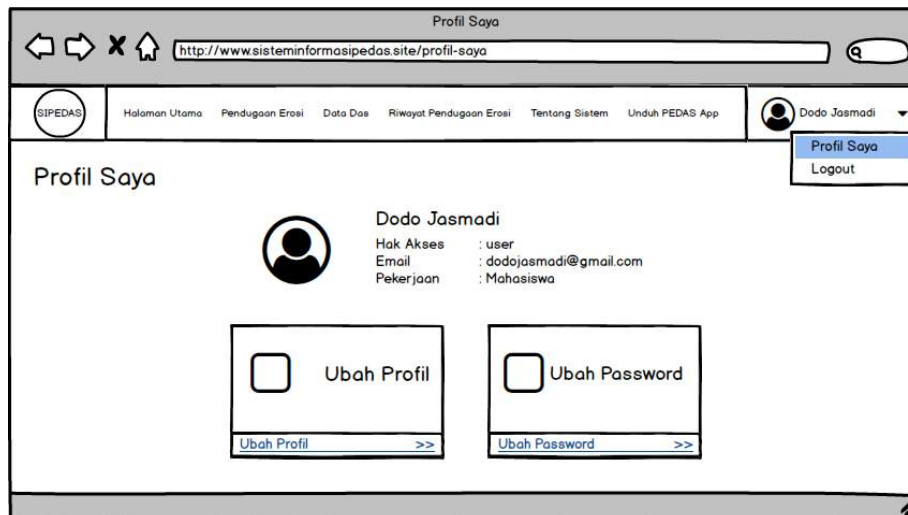 Profil Saya
http://www.sisteminformasipedas.site/profil-saya
SIPEDAS
Halaman Utama Pendugaan Erosi Data Das Riwayat Pendugaan Erosi Tentang Sistem Unduh PEDAS App
Dodo Jasmadi
Profil Saya
Logout
Profil Saya
Dodo Jasmadi
Hak Akses : user
Email : dodojasmadi@gmail.com
Pekerjaan : Mahasiswa
Ubah Profil
Ubah Profil >>
Ubah Password
Ubah Password >>